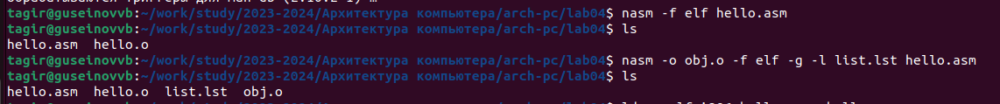 tagir@guseinovvb:~/work/study/2023-2024/Архитектура компьютера/arch-pc/lab04$ nasm -f elf hello.asm
tagir@guseinovvb:~/work/study/2023-2024/Архитектура компьютера/arch-pc/lab04$ ls
hello.asm  hello.o
tagir@guseinovvb:~/work/study/2023-2024/Архитектура компьютера/arch-pc/lab04$ nasm -o obj.o -f elf -g -l list.lst hello.asm
tagir@guseinovvb:~/work/study/2023-2024/Архитектура компьютера/arch-pc/lab04$ ls
hello.asm  hello.o  list.lst  obj.o